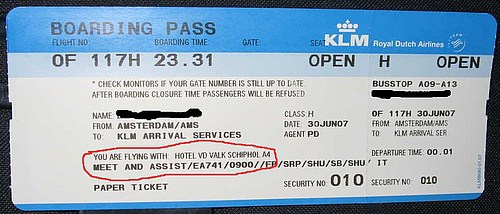 BOARDING PASS
FLIGHT NO BOARDING TIME GATE SEAT
KLM Royal Dutch Airlines
OF 117H 23.31 OPEN H OPEN
* CHECK MONITORS IF YOUR GATE NUMBER IS STILL UP TO DATE
AFTER BOARDING CLOSURE TIME PASSENGERS WILL BE REFUSED.
BUSSTOP A09-A13
NAME:
FROM: AMSTERDAM/AMS
TO: KLM ARRIVAL SERVICES
CLASS:H
DATE 30JUN07
AGENT PD
OF 117H 30JUN07
FROM: AMSTERDAM/AMS
TO: KLM ARRIVAL SER
YOU ARE FLYING WITH: HOTEL VD VALK SCHIPHOL A4
MEET AND ASSIST/EA741/0900//FP/SRP/SHU/SB/SHU/ IT
DEPARTURE TIME: 00.01
PAPER TICKET
SECURITY NO 010
SECURITY NO 010